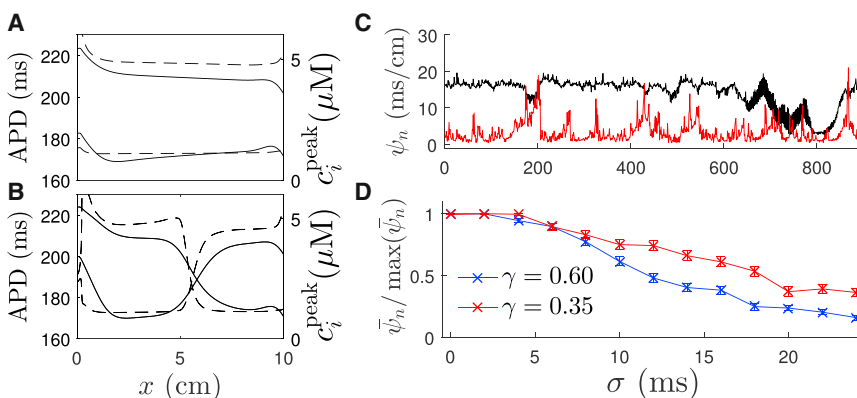 A
220
200
180
160
APD (ms)
5
0
c_i^peak (μM)
B
220
200
180
160
APD (ms)
5
0
c_i^peak (μM)
0
5
10
x (cm)
C
30
20
10
0
ψ_n (ms/cm)
0
200
400
600
800
D
1
0.5
0
ψ̄_n / max(ψ̄_n)
γ = 0.60
γ = 0.35
0
5
10
15
20
σ (ms)